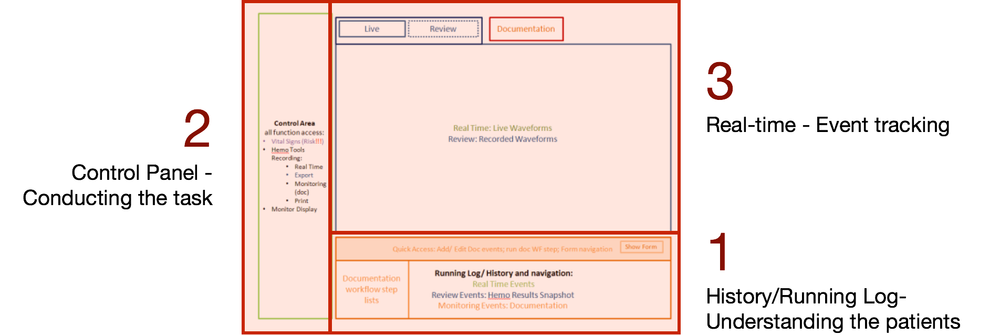 2
Control Panel -
Conducting the task
Live
Review
Documentation
Control Area
all function access:
• Vital Signs (Risk!!!)
• Hemo Tools
Recording:
• Real Time
• Export
• Monitoring
(doc)
• Print
• Monitor Display
Real Time: Live Waveforms
Review: Recorded Waveforms
Quick Access: Add/ Edit Doc events; run doc WF step; Form navigation
Show Form
Documentation
workflow step
lists
Running Log/ History and navigation:
Real Time Events
Review Events: Hemo Results Snapshot
Monitoring Events: Documentation
3
Real-time - Event tracking
1
History/Running Log-
Understanding the patients